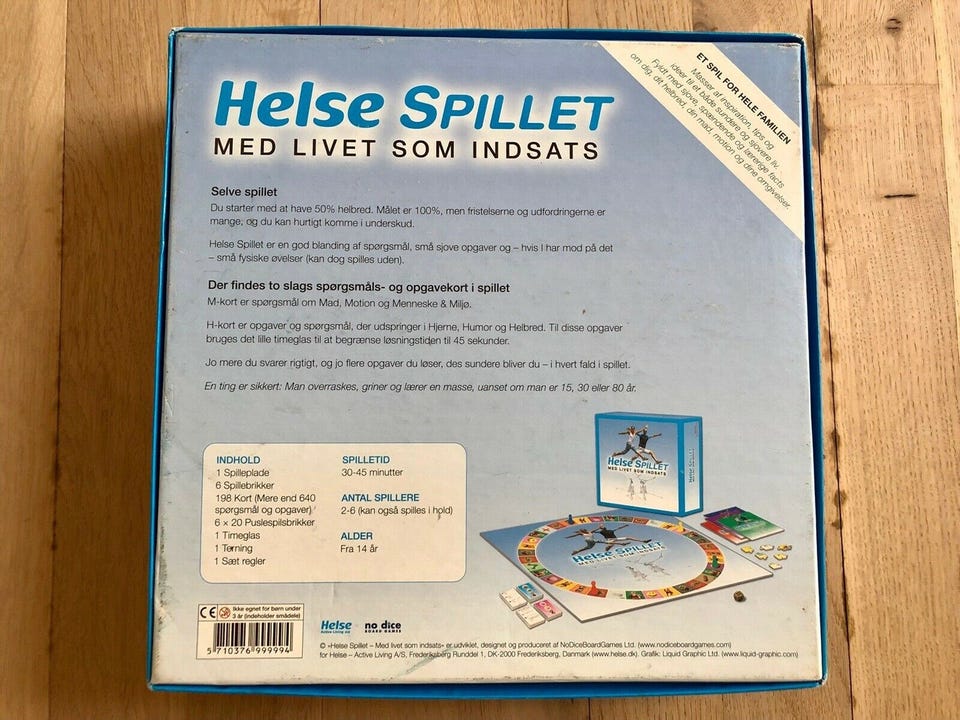 Helse SPILLET
MED LIVET SOM INDSATS
ET SPIL FOR HELE FAMILIEN
Masser af inspiration, tips og
ideer til et både sundere og sjovere liv.
Fyldt med sjove, spændende og lærerige facts
om dig, dit helbred, din mad, motion og dine omgivelser.
Selve spillet
Du starter med at have 50% helbred. Målet er 100%, men fristelserne og udfordringerne er
mange, og du kan hurtigt komme i underskud.
Helse Spillet er en god blanding af spørgsmål, små sjove opgaver og – hvis I har mod på det
– små fysiske øvelser (kan dog spilles uden).
Der findes to slags spørgsmåls- og opgavekort i spillet
M-kort er spørgsmål om Mad, Motion og Menneske & Miljø.
H-kort er opgaver og spørgsmål, der udspringer i Hjerne, Humor og Helbred. Til disse opgaver
bruges det lille timeglas til at begrænse løsningstiden til 45 sekunder.
Jo mere du svarer rigtigt, og jo flere opgaver du løser, des sundere bliver du – i hvert fald i spillet.
En ting er sikkert: Man overraskes, griner og lærer en masse, uanset om man er 15, 30 eller 80 år.
INDHOLD
1 Spilleplade
6 Spillebrikker
198 Kort (Mere end 640
spørgsmål og opgaver)
6 x 20 Puslespilsbrikker
1 Timeglas
1 Terning
1 Sæt regler
SPILLETID
30-45 minutter
ANTAL SPILLERE
2-6 (kan også spilles i hold)
ALDER
Fra 14 år
Helse SPILLET
MED LIVET SOM INDSATS
Helse SPILLET
Helse SPILLET
MED LIVET SOM INDSATS
CE
0-3
Ikke egnet for børn under
3 år (indeholder smådele)
5 710376 999994
Helse
Active Living A/S
no dice
BOARD GAMES
© »Helse Spillet – Med livet som indsats« er udviklet, designet og produceret af NoDiceBoardGames Ltd. (www.nodiceboardgames.com)
for Helse – Active Living A/S, Frederiksberg Runddel 1, DK-2000 Frederiksberg, Danmark (www.helse.dk). Grafik: Liquid Graphic Ltd. (www.liquid-graphic.com)